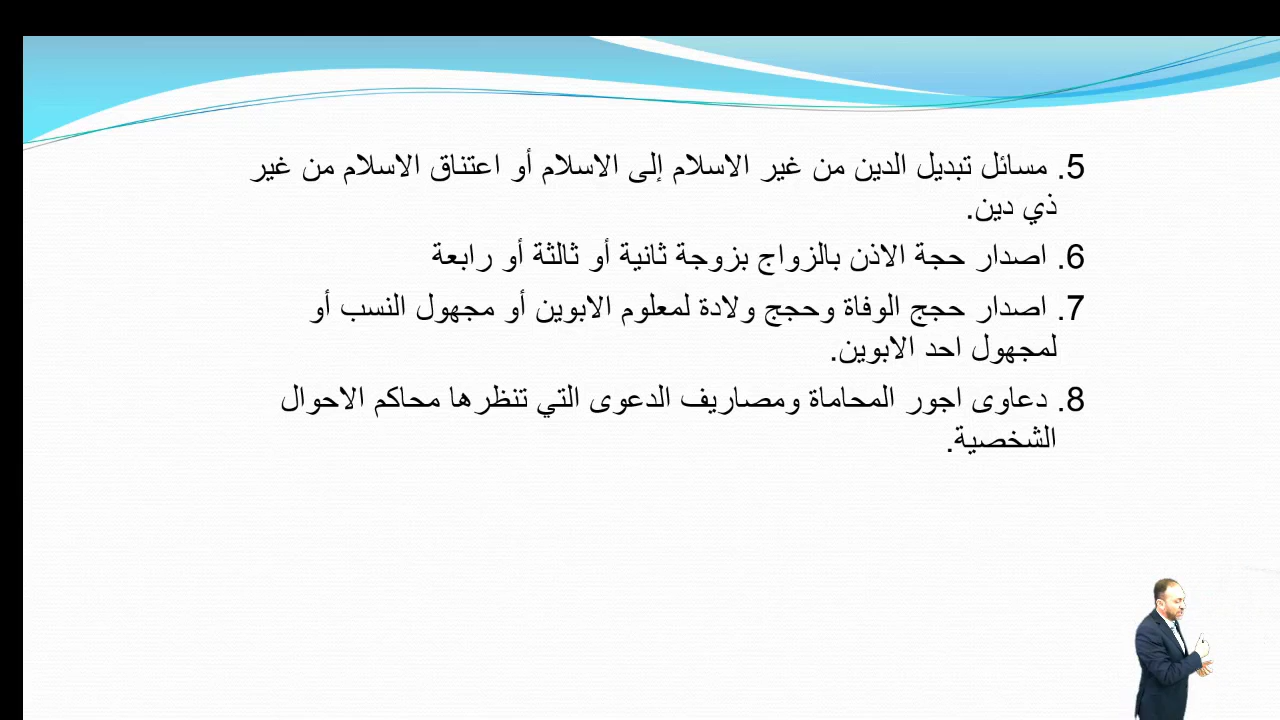 5. مسائل تبديل الدين من غير الاسلام إلى الاسلام أو اعتناق الاسلام من غير
ذي دين.
6. اصدار حجة الاذن بالزواج بزوجة ثانية أو ثالثة أو رابعة
7. اصدار حجج الوفاة وحجج ولادة لمعلوم الابوين أو مجهول النسب أو
لمجهول احد الابوين.
8. دعاوى اجور المحاماة ومصاريف الدعوى التي تنظرها محاكم الاحوال
الشخصية.